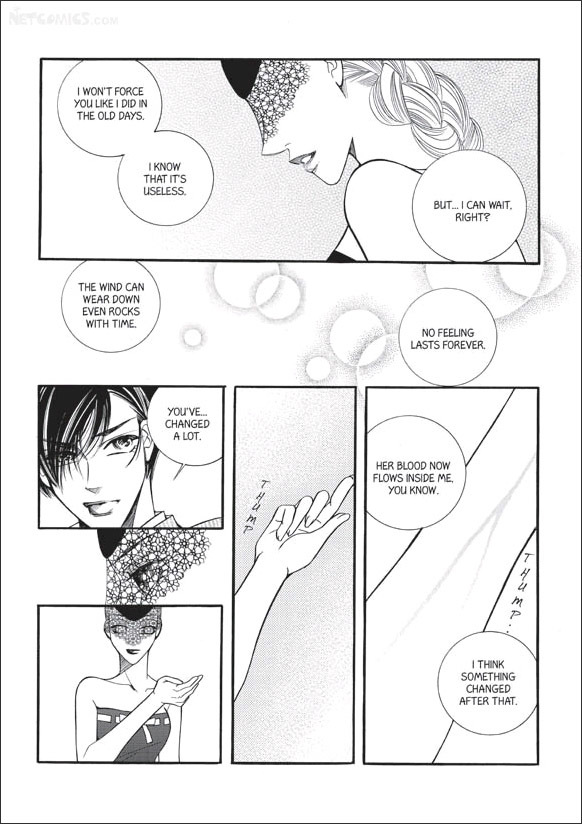 NETCOMICS.COM
I WON'T FORCE
YOU LIKE I DID IN
THE OLD DAYS.
I KNOW
THAT IT'S
USELESS.
BUT... I CAN WAIT,
RIGHT?
THE WIND CAN
WEAR DOWN
EVEN ROCKS
WITH TIME.
NO FEELING
LASTS FOREVER.
YOU'VE...
CHANGED
A LOT.
THUMP
HER BLOOD NOW
FLOWS INSIDE ME,
YOU KNOW.
THUMP...
I THINK
SOMETHING
CHANGED
AFTER THAT.